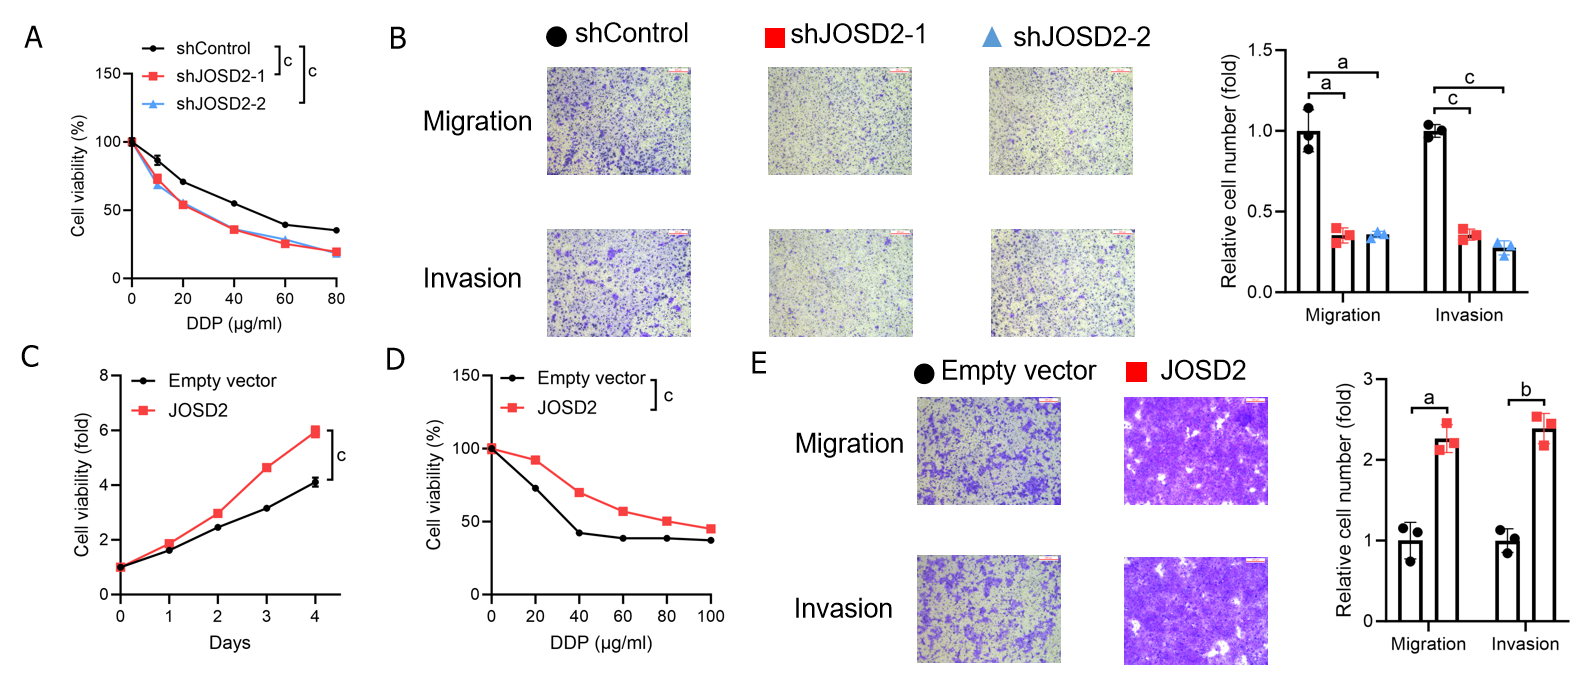 A
shControl
shJOSD2-1
shJOSD2-2
c
c
150
100
50
0
Cell viability (%)
0 20 40 60 80
DDP (μg/ml)
B
shControl
shJOSD2-1
shJOSD2-2
Migration
Invasion
1.5
1.0
0.5
0.0
Relative cell number (fold)
a
a
c
c
Migration Invasion
C
Empty vector
JOSD2
c
8
6
4
2
0
Cell viability (fold)
0 1 2 3 4
Days
D
Empty vector
JOSD2
c
150
100
50
0
Cell viability (%)
0 20 40 60 80 100
DDP (μg/ml)
E
Empty vector
JOSD2
Migration
Invasion
3
2
1
0
Relative cell number (fold)
a
b
Migration Invasion